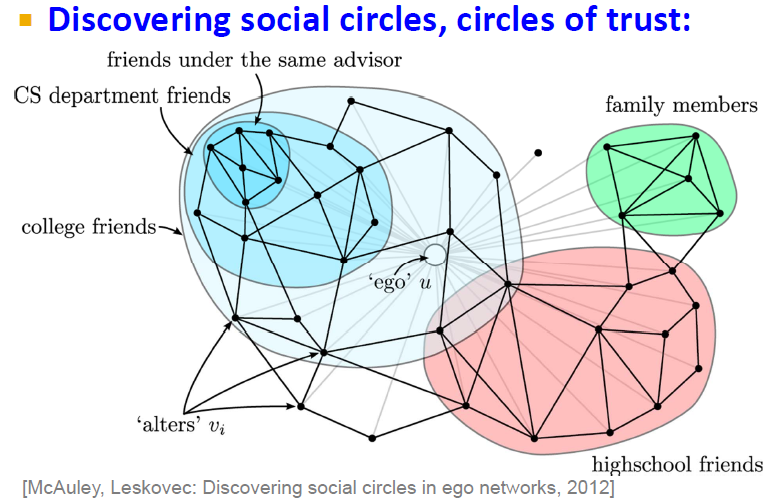 Discovering social circles, circles of trust:
friends under the same advisor
CS department friends
family members
college friends
‘ego’ u
‘alters’ vi
highschool friends
[McAuley, Leskovec: Discovering social circles in ego networks, 2012]